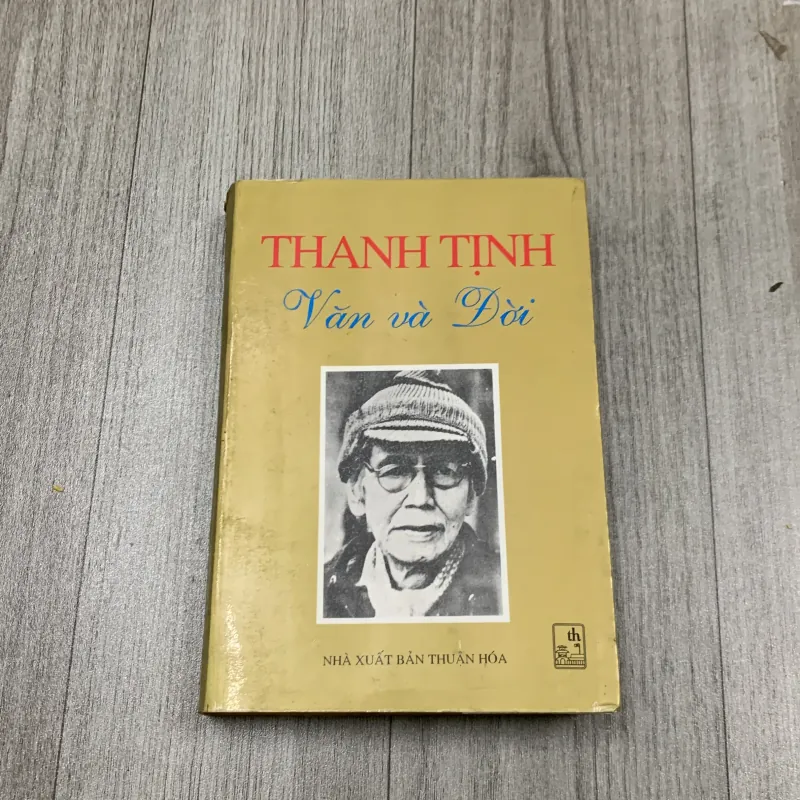 THANH TỊNH
Văn và Đời
NHÀ XUẤT BẢN THUẬN HÓA
th